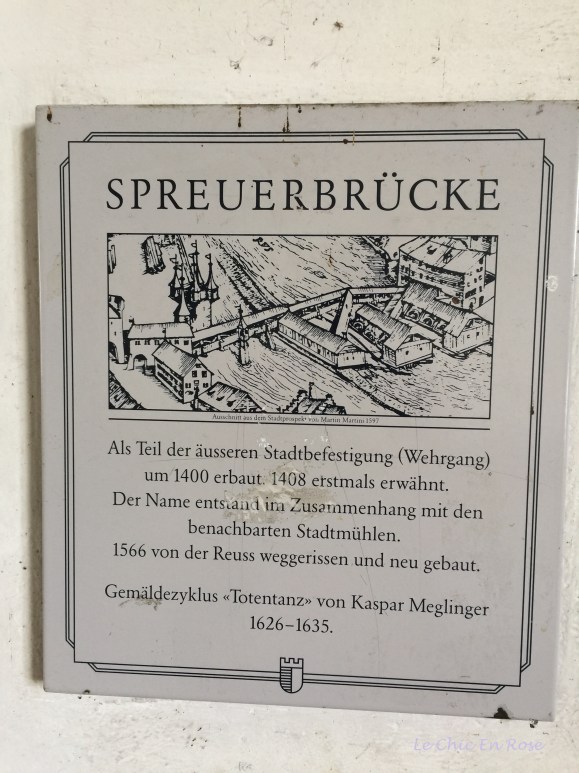 SPREUERBRÜCKE
Ausschnitt aus dem Stadtprospekt von Martin Martini 1597
Als Teil der äusseren Stadtbefestigung (Wehrgang)
um 1400 erbaut. 1408 erstmals erwähnt.
Der Name entstand im Zusammenhang mit den
benachbarten Stadtmühlen.
1566 von der Reuss weggerissen und neu gebaut.
Gemäldezyklus «Totentanz» von Kaspar Meglinger
1626–1635.
Le Chic En Rose